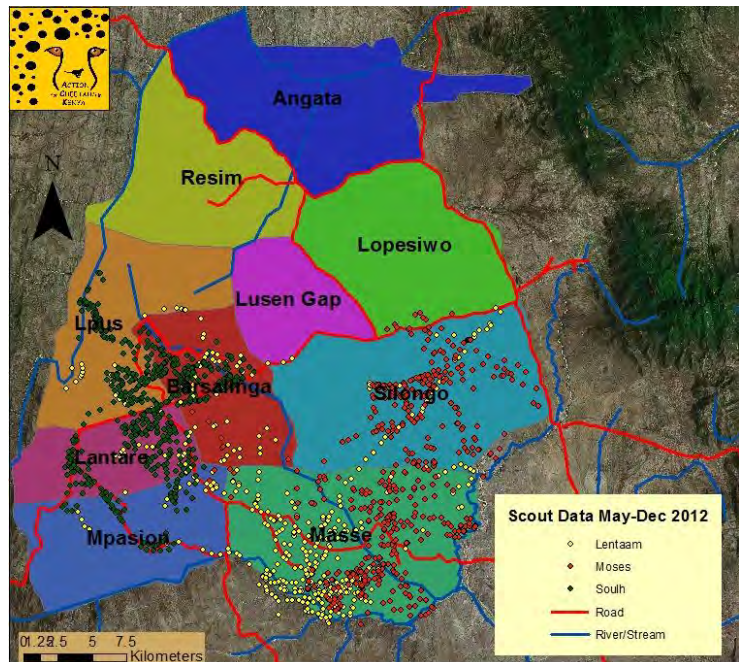 ACTION
for CHEETAHS in
KENYA
Angata
N
Resim
Lopesiwo
Lusen Gap
Lpus
Barsalinga
Silongo
Lantare
Mpasion
Masse
Scout Data May-Dec 2012
Lentaam
Moses
Soulh
Road
River/Stream
0 1.25 2.5 5 7.5
Kilometers